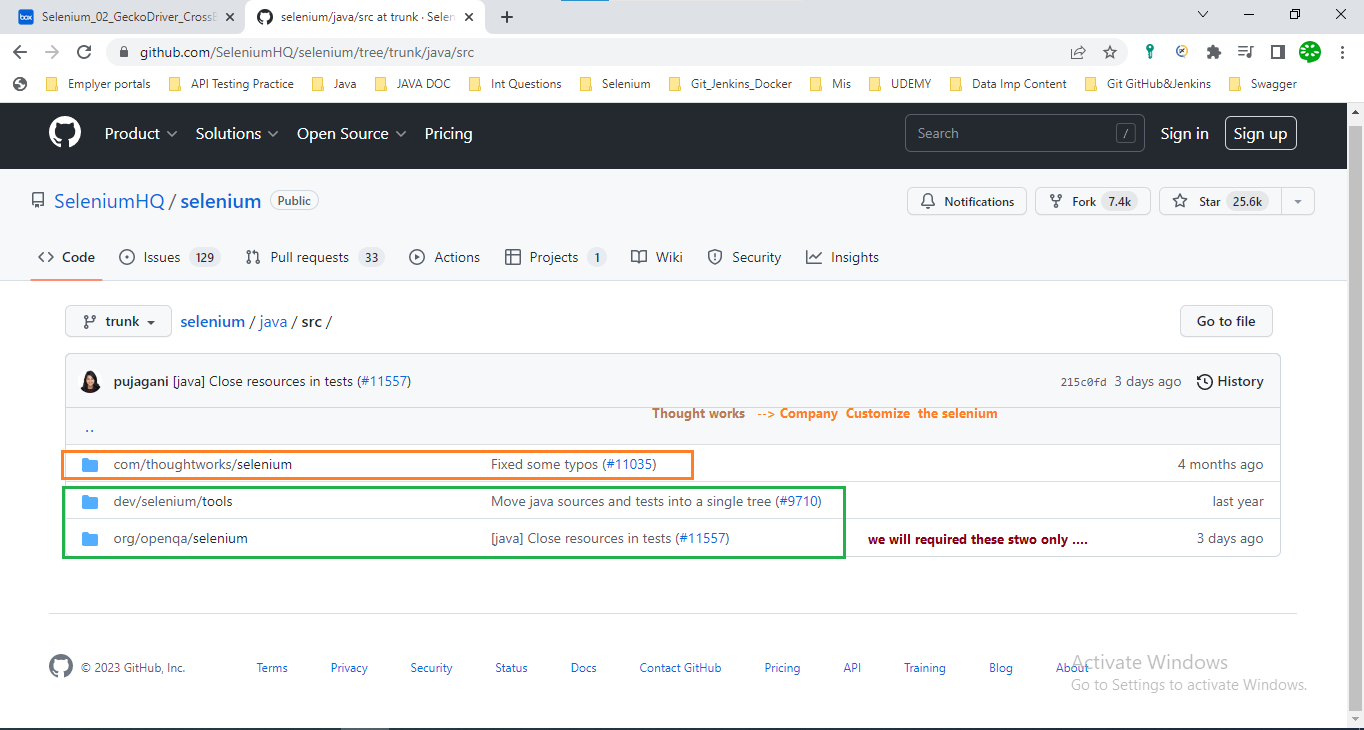 box Selenium_02_GeckoDriver_CrossB
selenium/java/src at trunk · Selen
github.com/SeleniumHQ/selenium/tree/trunk/java/src
Emplyer portals API Testing Practice Java JAVA DOC Int Questions Selenium Git_Jenkins_Docker Mis UDEMY Data Imp Content Git GitHub&Jenkins Swagger
Product Solutions Open Source Pricing Search / Sign in Sign up
SeleniumHQ / selenium Public Notifications Fork 7.4k Star 25.6k
Code Issues 129 Pull requests 33 Actions Projects 1 Wiki Security Insights
trunk selenium / java / src / Go to file
pujagani [java] Close resources in tests (#11557) 215c0fd 3 days ago History
Thought works --> Company Customize the selenium
..
com/thoughtworks/selenium Fixed some typos (#11035) 4 months ago
dev/selenium/tools Move java sources and tests into a single tree (#9710) last year
org/openqa/selenium [java] Close resources in tests (#11557) we will required these stwo only .... 3 days ago
© 2023 GitHub, Inc. Terms Privacy Security Status Docs Contact GitHub Pricing API Training Blog About
Activate Windows
Go to Settings to activate Windows.